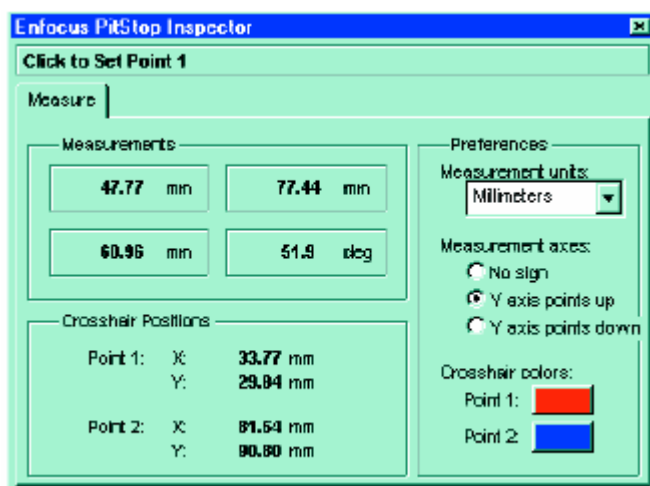 Enfocus PitStop Inspector
Click to Set Point 1
Measure
Measurements
47.77 mm
77.44 mm
60.96 mm
51.9 deg
Crosshair Positions
Point 1: X: 33.77 mm
Y: 29.84 mm
Point 2: X: 81.54 mm
Y: 90.80 mm
Preferences
Measurement units:
Millimeters
Measurement axes:
No sign
Y axis points up
Y axis points down
Crosshair colors:
Point 1:
Point 2: